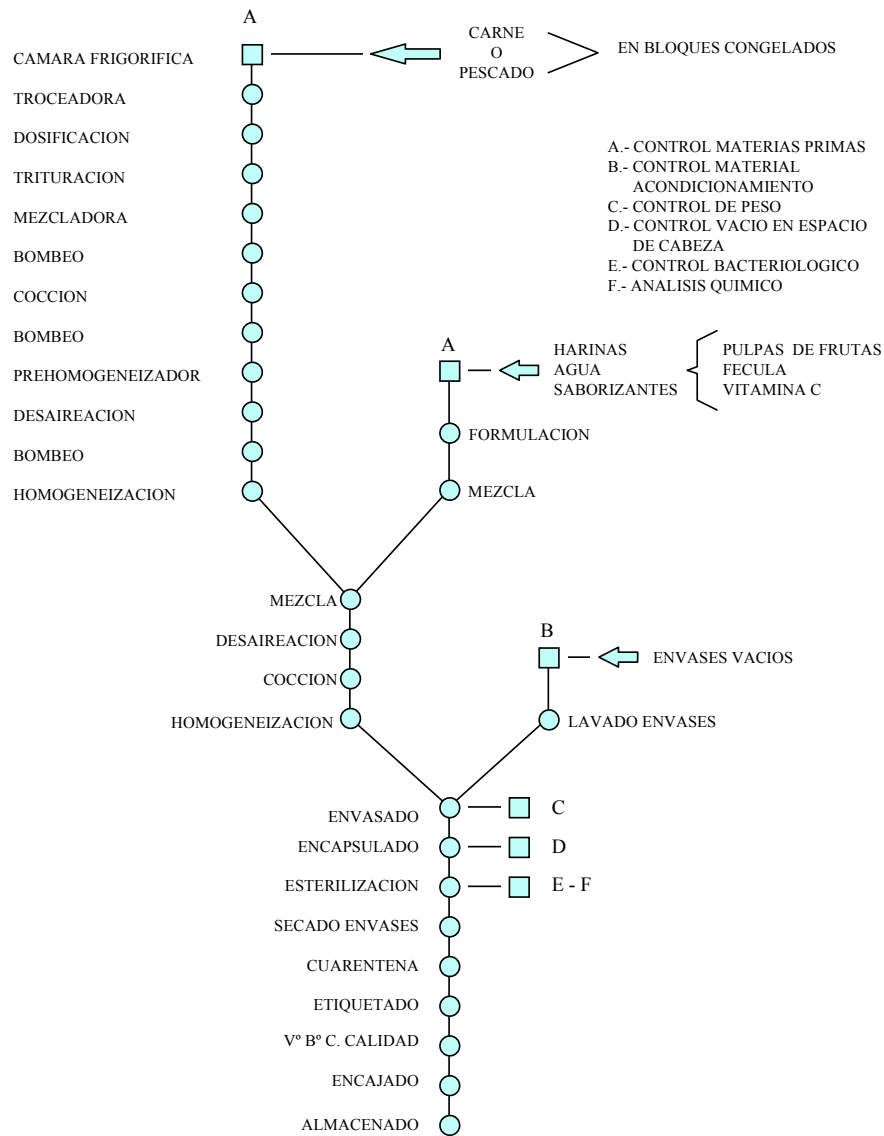 A
CAMARA FRIGORIFICA
CARNE
O
PESCADO
EN BLOQUES CONGELADOS
TROCEADORA
DOSIFICACION
TRITURACION
MEZCLADORA
BOMBEO
COCCION
BOMBEO
PREHOMOGENEIZADOR
DESAIREACION
BOMBEO
HOMOGENEIZACION
A.- CONTROL MATERIAS PRIMAS
B.- CONTROL MATERIAL
ACONDICIONAMIENTO
C.- CONTROL DE PESO
D.- CONTROL VACIO EN ESPACIO
DE CABEZA
E.- CONTROL BACTERIOLOGICO
F.- ANALISIS QUIMICO
A
HARINAS
AGUA
SABORIZANTES
PULPAS DE FRUTAS
FECULA
VITAMINA C
FORMULACION
MEZCLA
MEZCLA
DESAIREACION
COCCION
HOMOGENEIZACION
B
ENVASES VACIOS
LAVADO ENVASES
ENVASADO
C
ENCAPSULADO
D
ESTERILIZACION
E - F
SECADO ENVASES
CUARENTENA
ETIQUETADO
Vº Bº C. CALIDAD
ENCAJADO
ALMACENADO